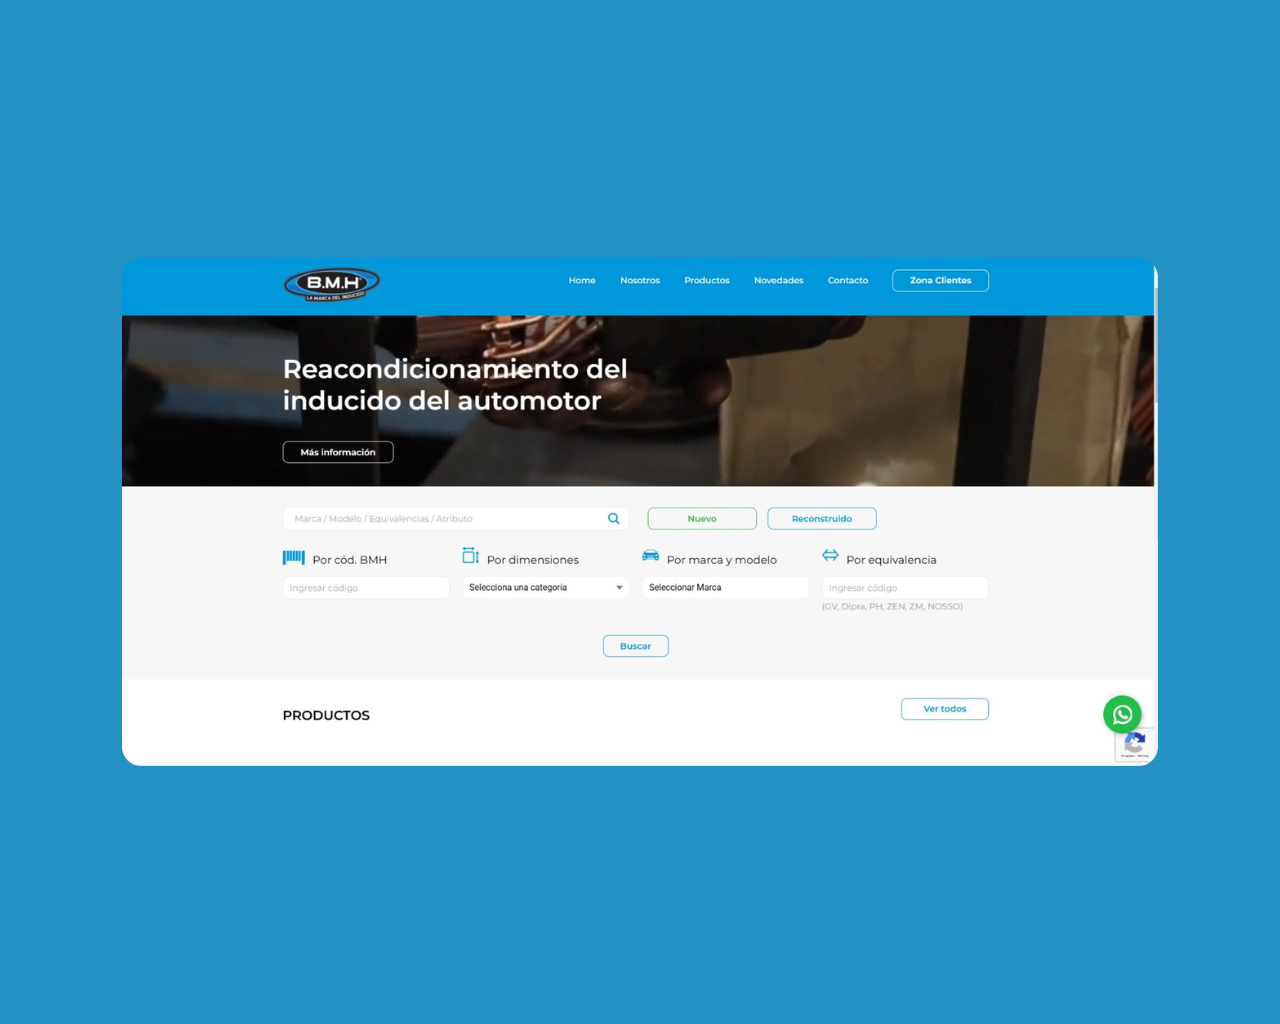 B.M.H
LA MARCA DEL INDUCIDO
Home
Nosotros
Productos
Novedades
Contacto
Zona Clientes
Reacondicionamiento del
inducido del automotor
Más información
Marca / Modelo / Equivalencias / Atributo
Nuevo
Reconstruido
Por cód. BMH
Por dimensiones
Por marca y modelo
Por equivalencia
Ingresar código
Selecciona una categoría
Seleccionar Marca
Ingresar código
(GV, Dipra, PH, ZEN, ZM, NOSSO)
Buscar
PRODUCTOS
Ver todos